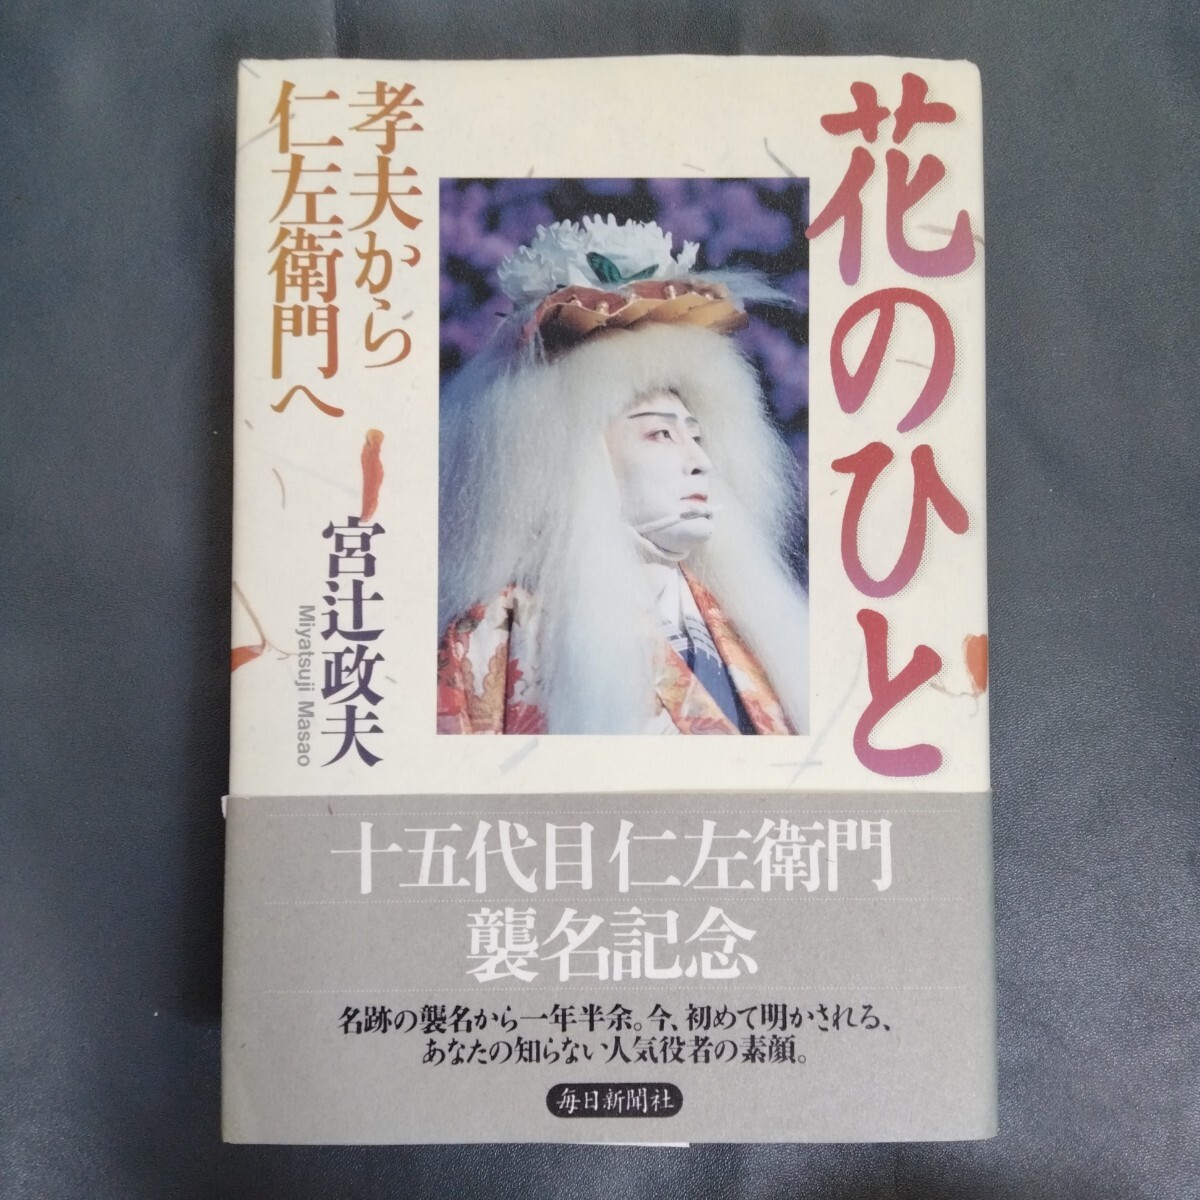 花のひと
孝夫から
仁左衛門へ
宮辻政夫
Miyatsuji Masao
十五代目 仁左衛門
襲名記念
名跡の襲名から一年半余。今、初めて明かされる、
あなたの知らない人気役者の素顔。
毎日新聞社